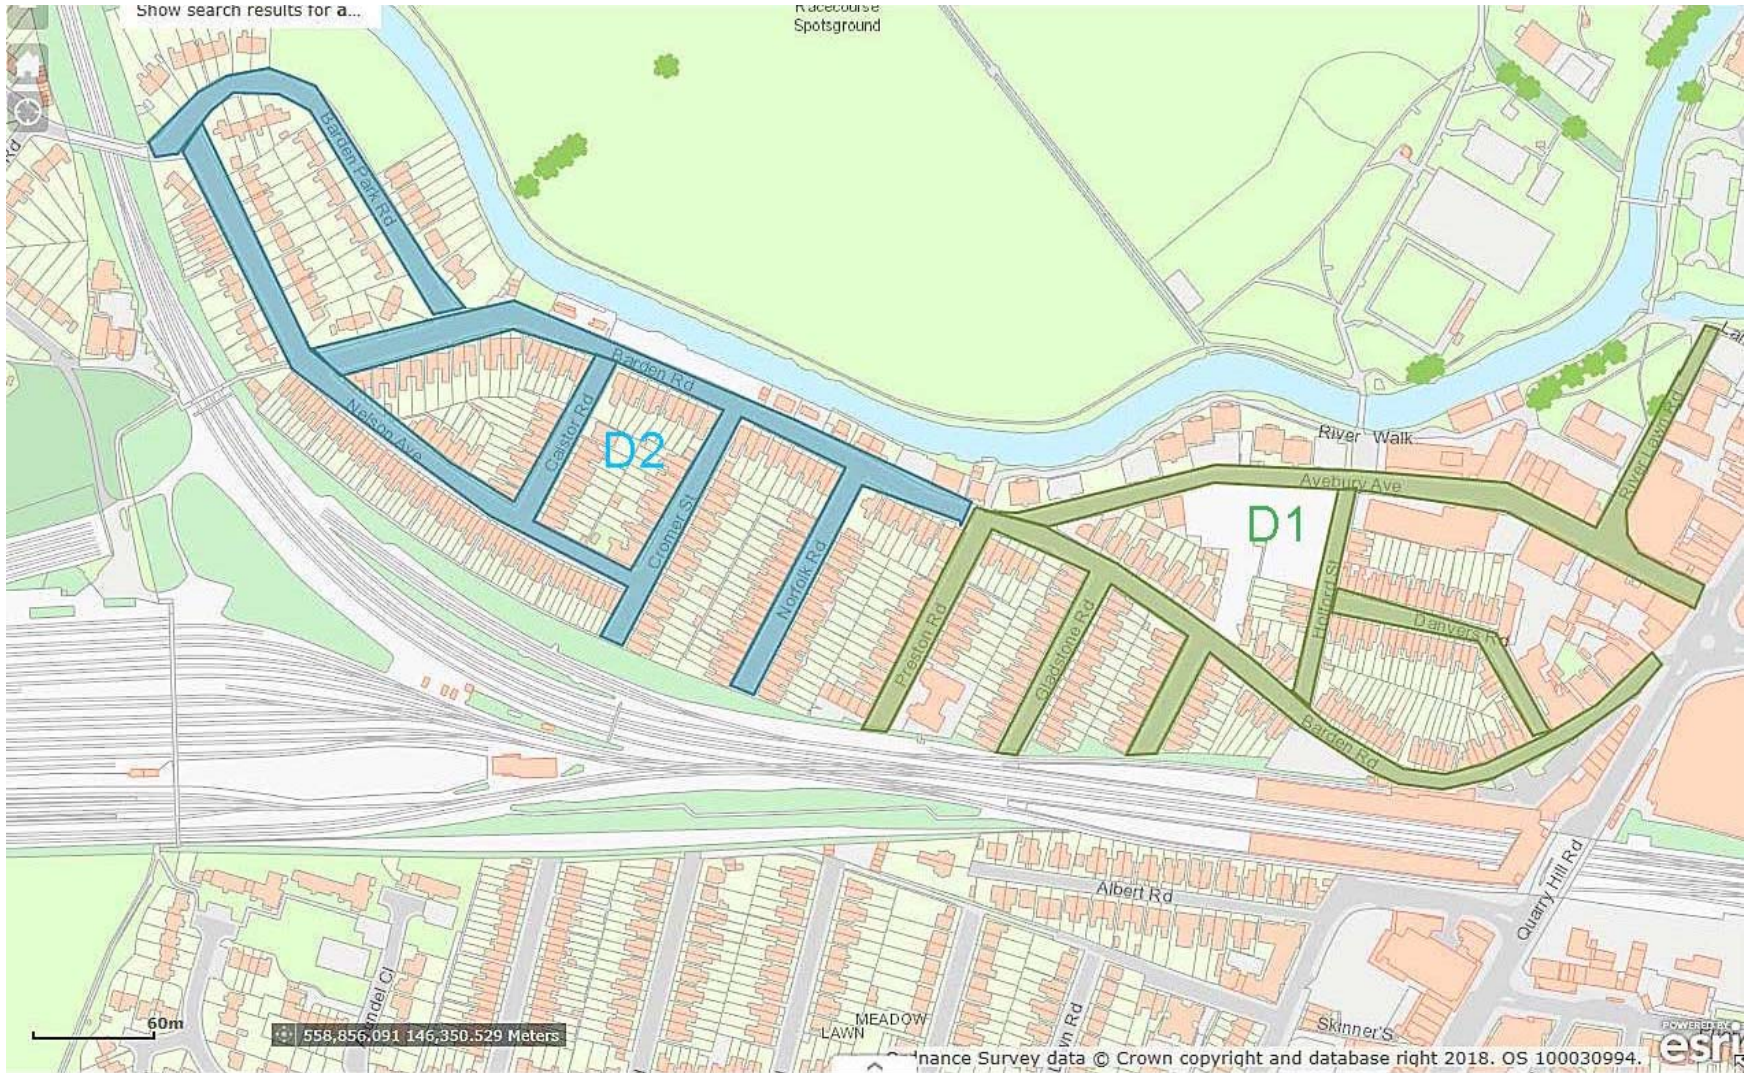 Show search results for a...
Racecourse
Spotsground
Rd
Barden Park Rd
Barden Rd
Nelson Ave
Caistor Rd
D2
Cromer St
Norfolk Rd
River Walk
Avebury Ave
River Lawn Rd
D1
Holford St
Danvers Rd
Preston Rd
Gladstone Rd
Barden Rd
Albert Rd
Quarry Hill Rd
MEADOW
LAWN
Skinner'S
60m
558,856.091 146,350.529 Meters
POWERED BY
esri
Ordnance Survey data © Crown copyright and database right 2018. OS 100030994.